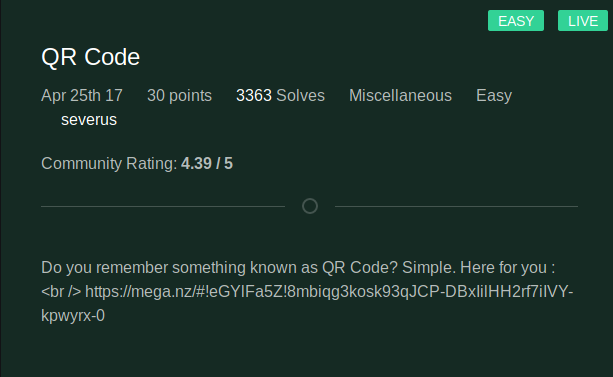 EASY LIVE
QR Code
Apr 25th 17 30 points 3363 Solves Miscellaneous Easy
severus
Community Rating: 4.39 / 5
Do you remember something known as QR Code? Simple. Here for you :
<br /> https://mega.nz/#!eGYlFa5Z!8mbiqg3kosk93qJCP-DBxIilHH2rf7iIVY-
kpwyrx-0